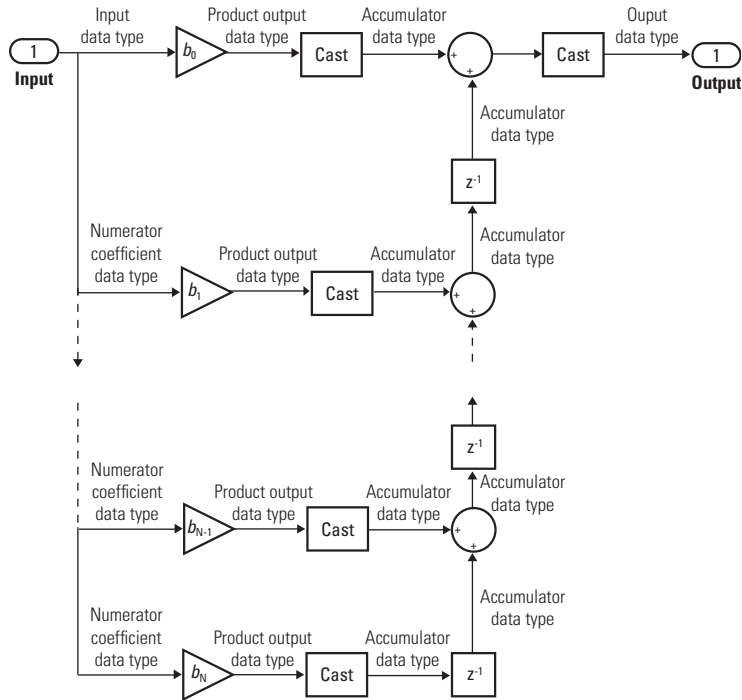 Input
data type
Product output
data type
Accumulator
data type
Ouput
data type
1
Input
b0
Cast
+
+
Cast
1
Output
Accumulator
data type
z-1
Accumulator
data type
Numerator
coefficient
data type
Product output
data type
Accumulator
data type
b1
Cast
+
+
z-1
Numerator
coefficient
data type
Product output
data type
Accumulator
data type
Accumulator
data type
bN-1
Cast
+
+
Accumulator
data type
Numerator
coefficient
data type
Product output
data type
Accumulator
data type
bN
Cast
z-1